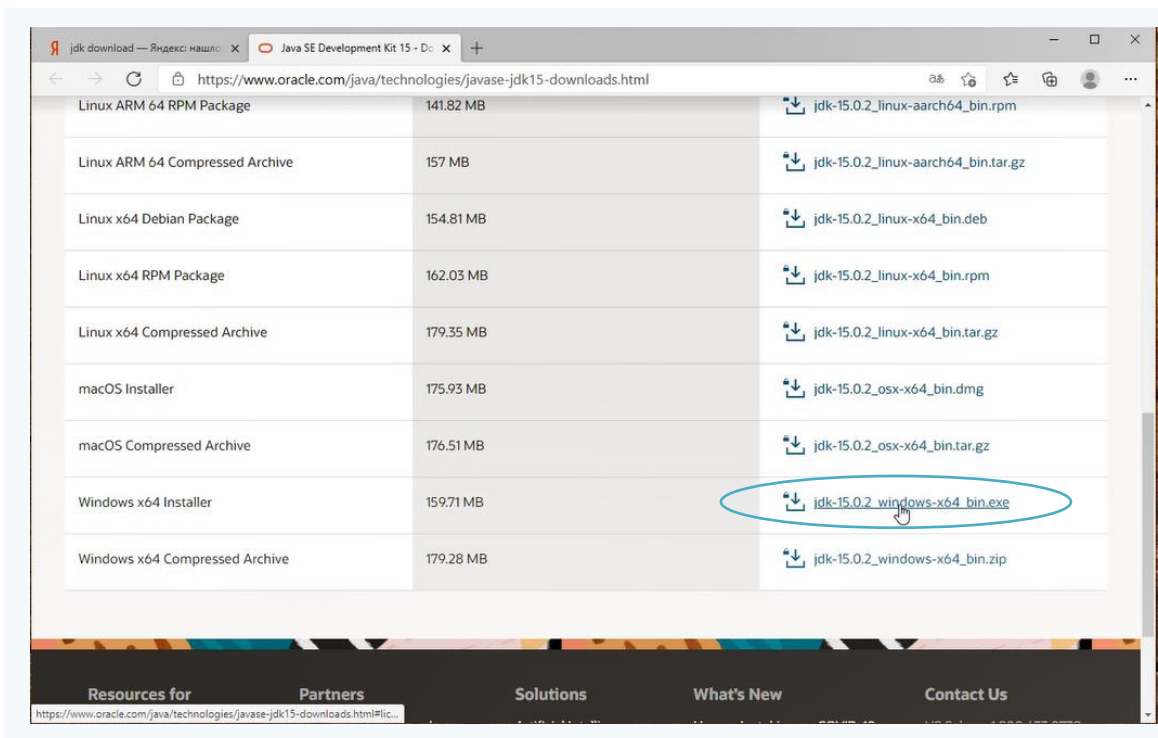 Я jdk download — Яндекс: нашло
Java SE Development Kit 15 - Do
https://www.oracle.com/java/technologies/javase-jdk15-downloads.html
Linux ARM 64 RPM Package 141.82 MB jdk-15.0.2_linux-aarch64_bin.rpm
Linux ARM 64 Compressed Archive 157 MB jdk-15.0.2_linux-aarch64_bin.tar.gz
Linux x64 Debian Package 154.81 MB jdk-15.0.2_linux-x64_bin.deb
Linux x64 RPM Package 162.03 MB jdk-15.0.2_linux-x64_bin.rpm
Linux x64 Compressed Archive 179.35 MB jdk-15.0.2_linux-x64_bin.tar.gz
macOS Installer 175.93 MB jdk-15.0.2_osx-x64_bin.dmg
macOS Compressed Archive 176.51 MB jdk-15.0.2_osx-x64_bin.tar.gz
Windows x64 Installer 159.71 MB jdk-15.0.2_windows-x64_bin.exe
Windows x64 Compressed Archive 179.28 MB jdk-15.0.2_windows-x64_bin.zip
Resources for Partners Solutions What's New Contact Us
https://www.oracle.com/java/technologies/javase-jdk15-downloads.html#lic...